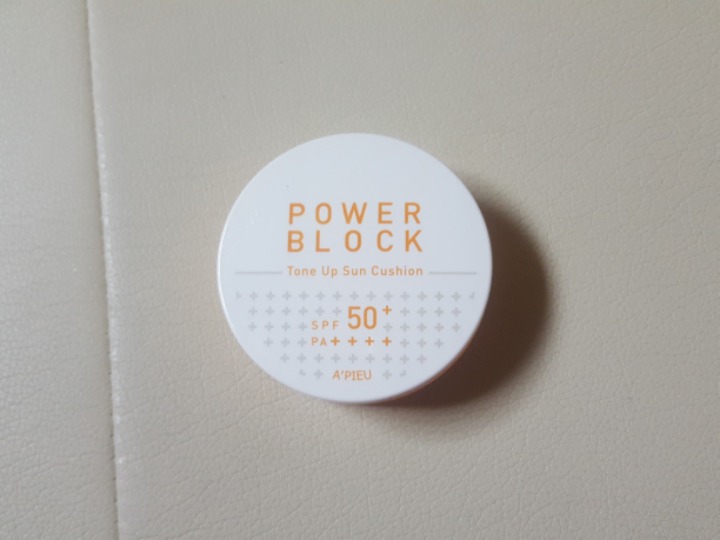 POWER
BLOCK
Tone Up Sun Cushion
SPF 50+
PA++++
A'PIEU